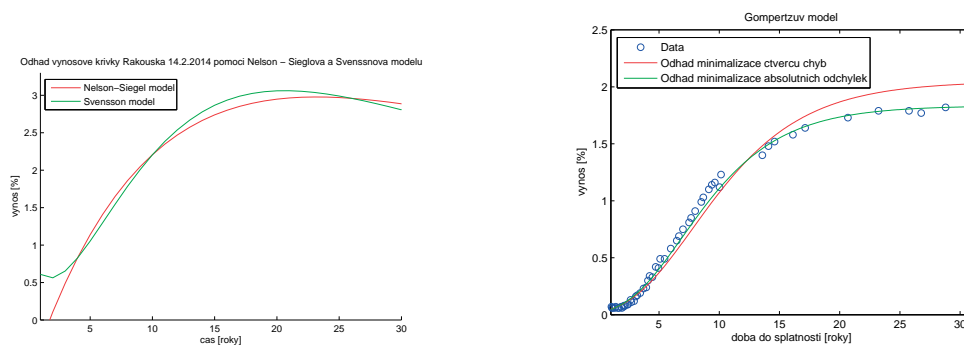 Odhad vynosove krivky Rakouska 14.2.2014 pomoci Nelson – Sieglova a Svenssnova modelu
3
2.5
2
1.5
1
0.5
0
vynos [%]
Nelson–Siegel model
Svensson model
5
10
15
20
25
30
cas [roky]
Gompertzuv model
2.5
2
1.5
1
0.5
0
vynos [%]
Data
Odhad minimalizace ctvercu chyb
Odhad minimalizace absolutnich odchylek
5
10
15
20
25
30
doba do splatnosti [roky]